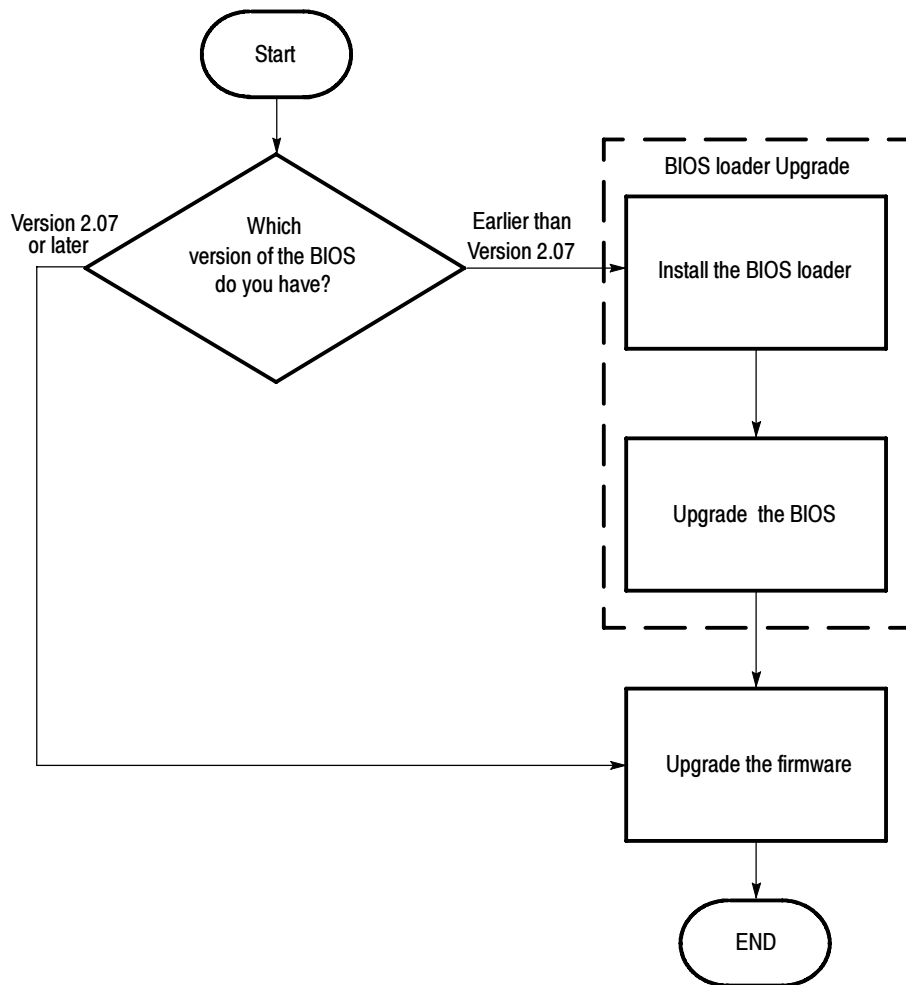 Start
Which
version of the BIOS
do you have?
Version 2.07
or later
Earlier than
Version 2.07
BIOS loader Upgrade
Install the BIOS loader
Upgrade the BIOS
Upgrade the firmware
END